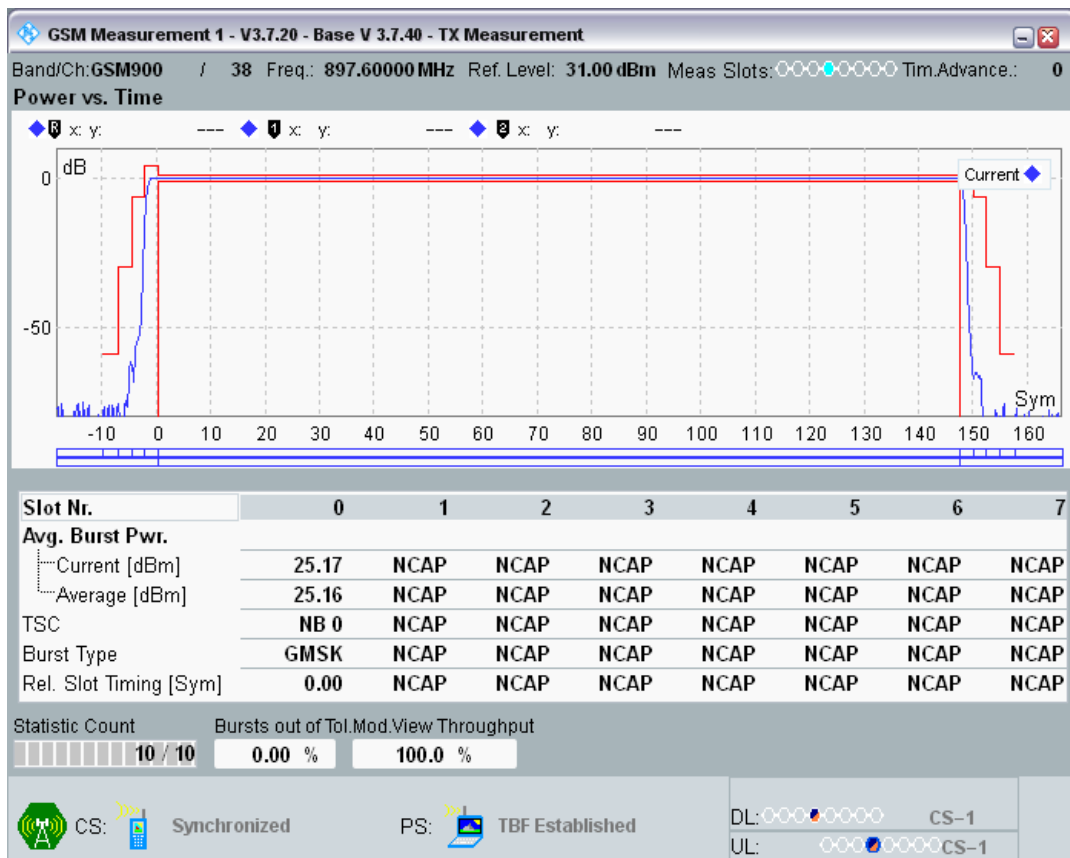 GSM Measurement 1 - V3.7.20 - Base V 3.7.40 - TX Measurement
Band/Ch:GSM900 / 38 Freq.: 897.60000 MHz Ref. Level: 31.00 dBm Meas Slots: Tim.Advance.: 0
Power vs. Time
R x: y: --- 1 x: y: --- 2 x: y: ---
dB
Current
0
-50
Sym
-10 0 10 20 30 40 50 60 70 80 90 100 110 120 130 140 150 160
Slot Nr. 0 1 2 3 4 5 6 7
Avg. Burst Pwr.
Current [dBm] 25.17 NCAP NCAP NCAP NCAP NCAP NCAP NCAP
Average [dBm] 25.16 NCAP NCAP NCAP NCAP NCAP NCAP NCAP
TSC NB 0 NCAP NCAP NCAP NCAP NCAP NCAP NCAP
Burst Type GMSK NCAP NCAP NCAP NCAP NCAP NCAP NCAP
Rel. Slot Timing [Sym] 0.00 NCAP NCAP NCAP NCAP NCAP NCAP NCAP
Statistic Count Bursts out of Tol.Mod.View Throughput
10 / 10 0.00 % 100.0 %
CS: Synchronized PS: TBF Established
DL: CS-1
UL: CS-1